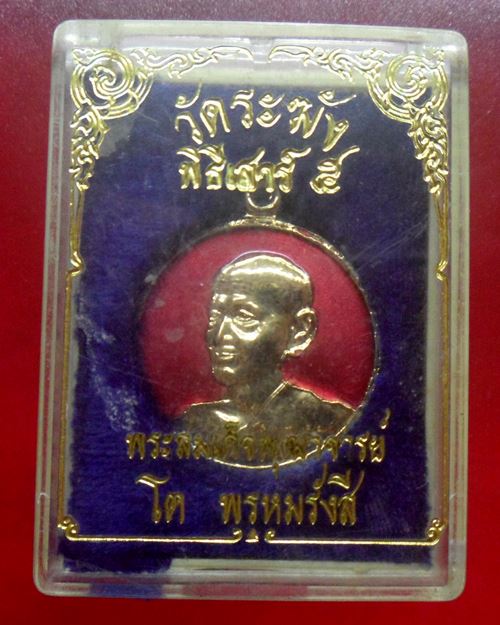 วัดระฆัง
พิธีเสาร์ ๕
พระสมเด็จพุฒาจารย์
โต พรหมรังสี